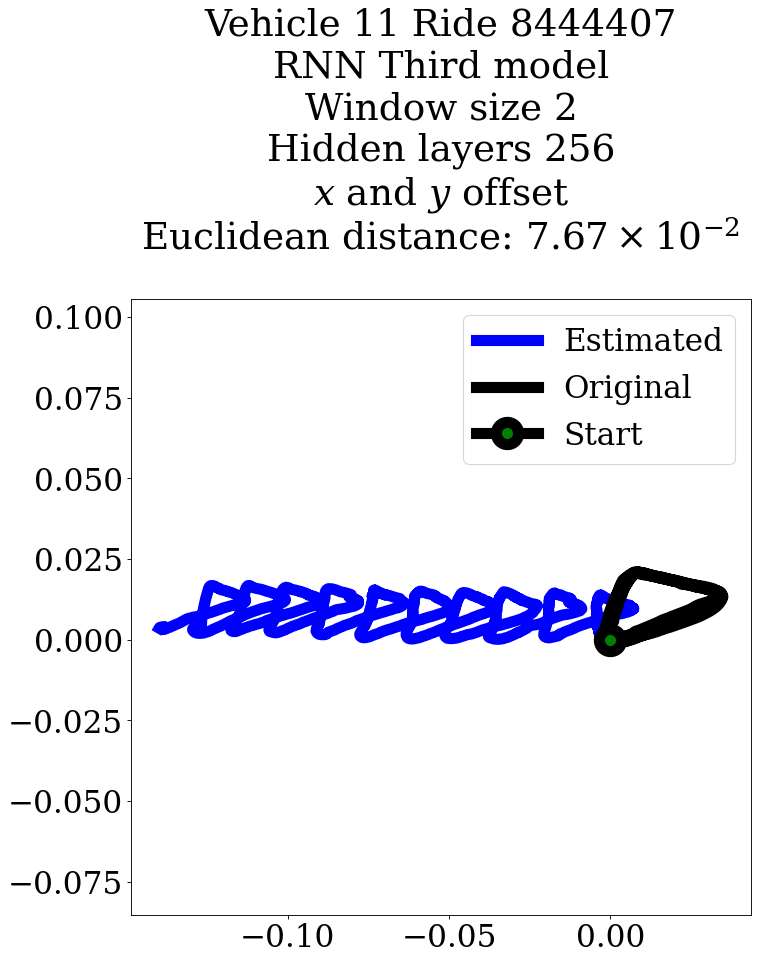 Vehicle 11 Ride 8444407
RNN Third model
Window size 2
Hidden layers 256
x and y offset
Euclidean distance: 7.67 × 10⁻²
Estimated
Original
Start
0.100
0.075
0.050
0.025
0.000
−0.025
−0.050
−0.075
−0.10 −0.05 0.00